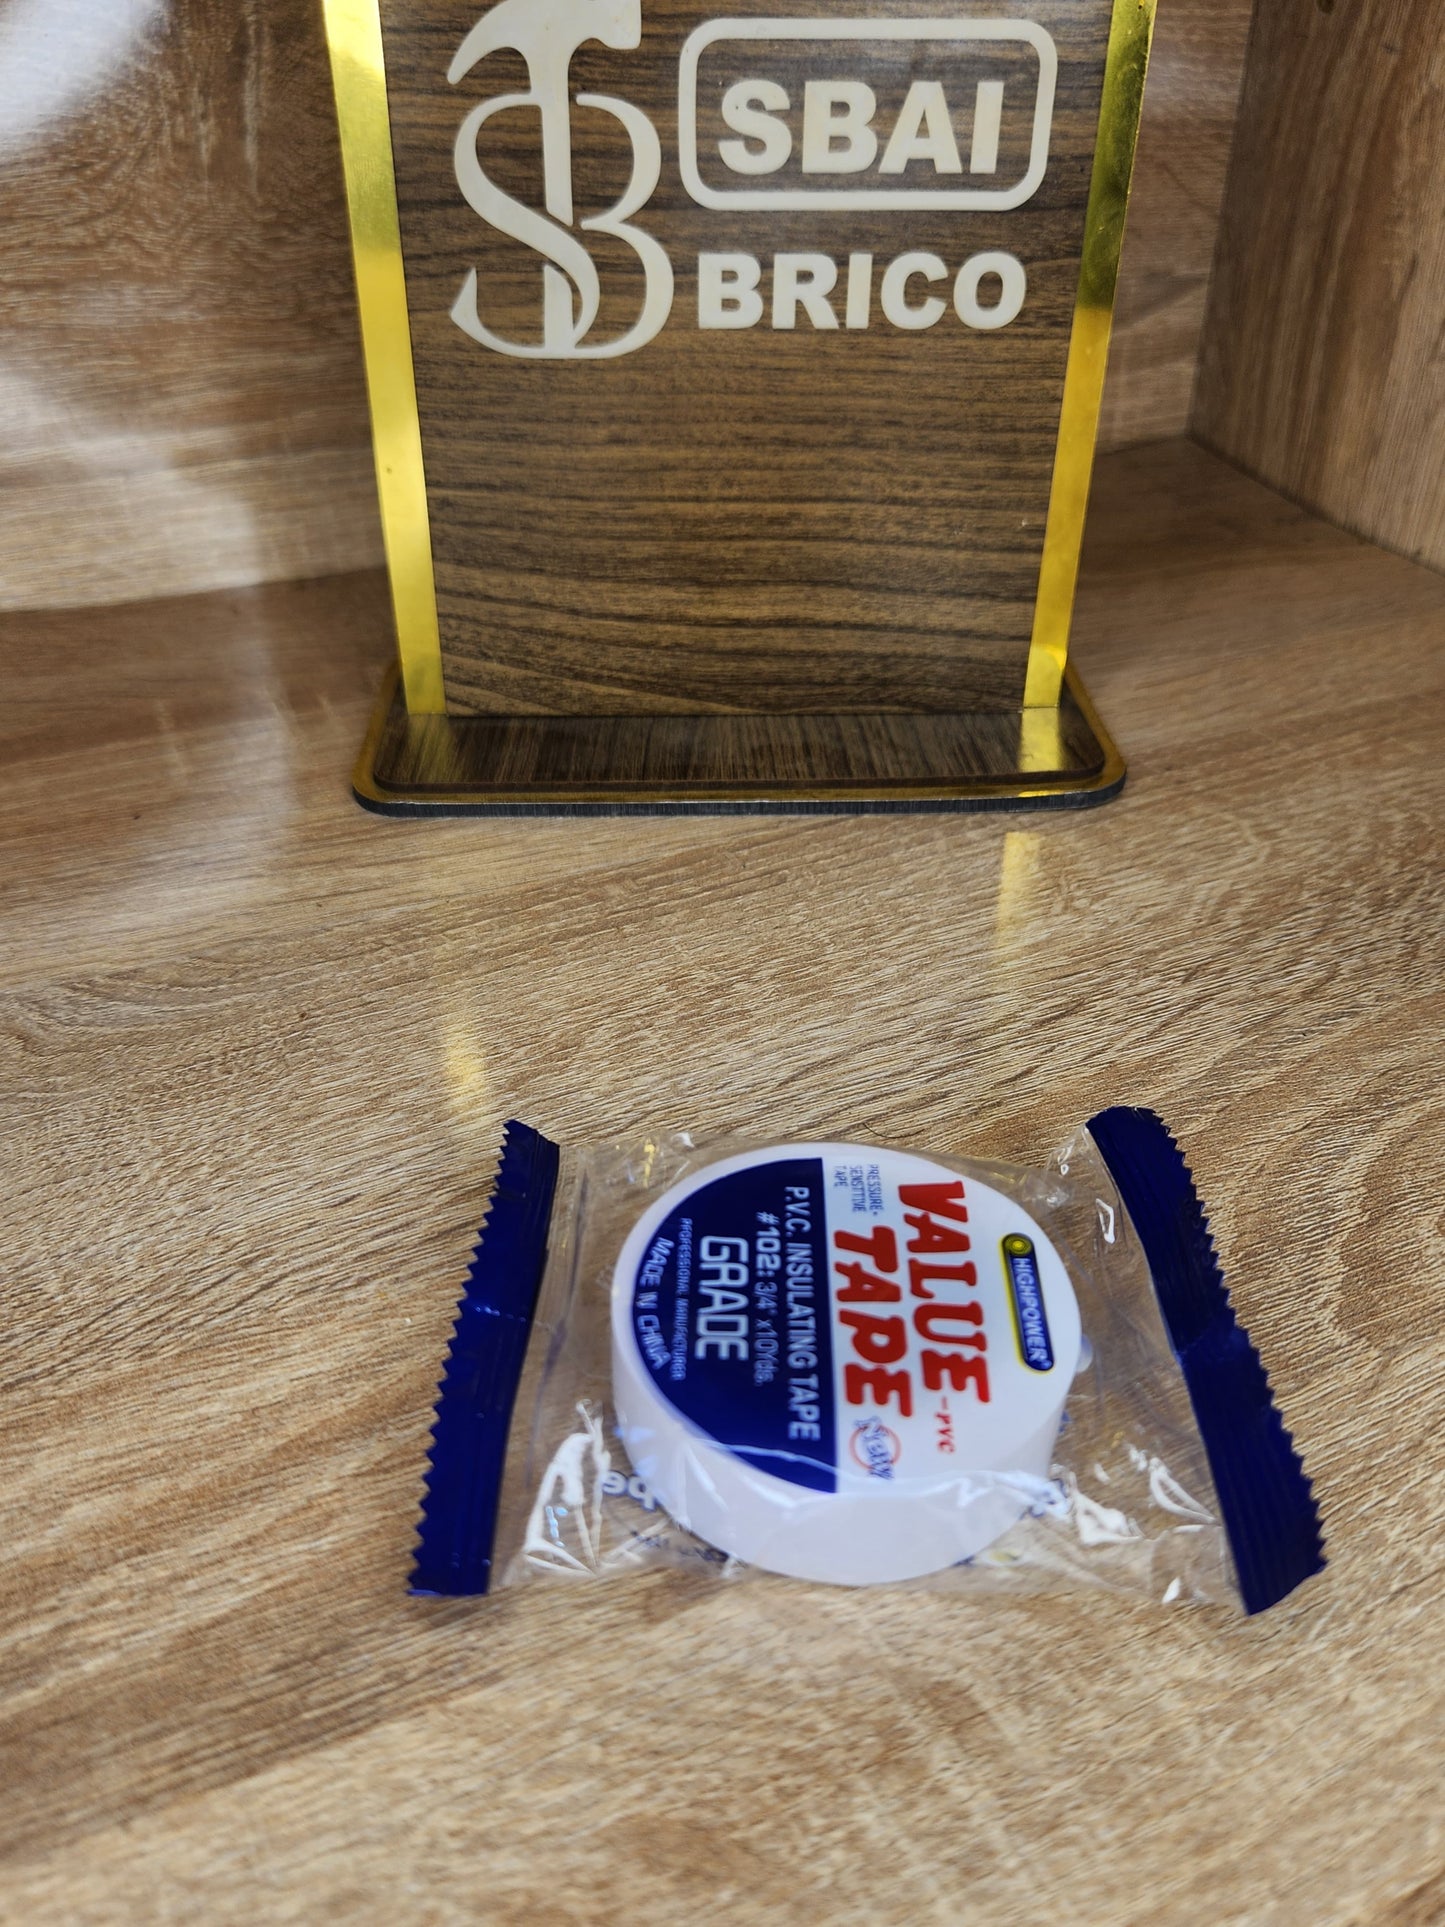 SB
SBAI
BRICO
HIGHPOWER
VALUE
TAPE
-PVC
PRESSURE-
SENSITIVE
TAPE
P.V.C. INSULATING TAPE
#102: 3/4" x 10Yds.
GRADE
PROFESSIONAL MANUFACTURER
MADE IN CHINA